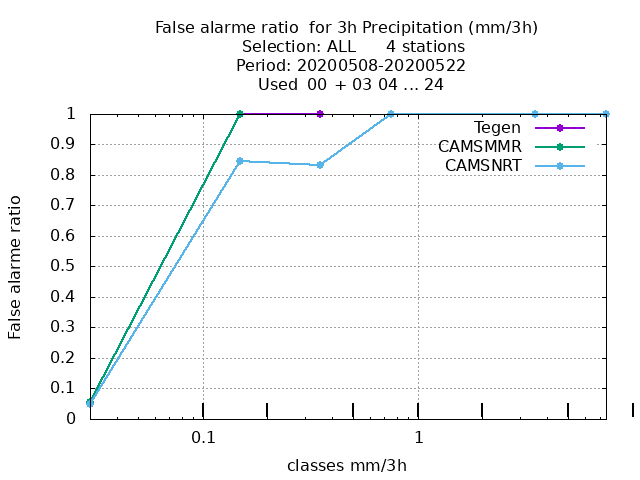 False alarme ratio  for 3h Precipitation (mm/3h)
Selection: ALL      4 stations
Period: 20200508-20200522
Used  00  + 03 04 ... 24
Tegen
CAMSMMR
CAMSNRT
False alarme ratio
1
0.9
0.8
0.7
0.6
0.5
0.4
0.3
0.2
0.1
0
0.1 1
classes mm/3h